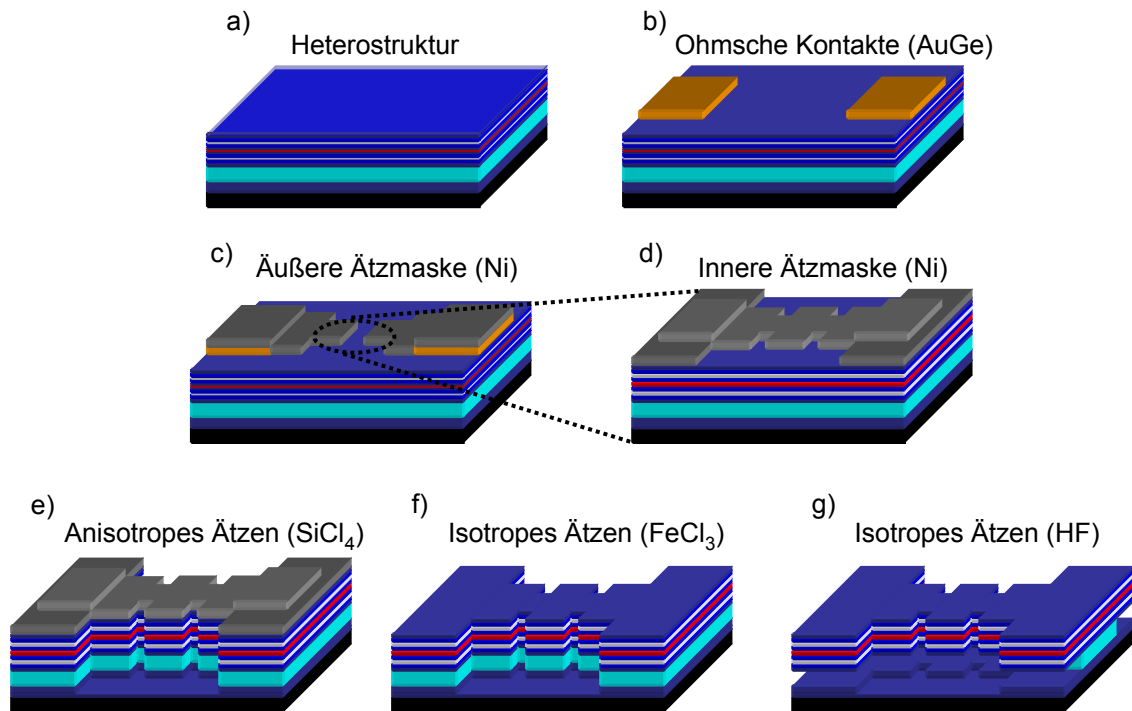 a)
Heterostruktur
b)
Ohmsche Kontakte (AuGe)
c)
Äußere Ätzmaske (Ni)
d)
Innere Ätzmaske (Ni)
e)
Anisotropes Ätzen (SiCl₄)
f)
Isotropes Ätzen (FeCl₃)
g)
Isotropes Ätzen (HF)